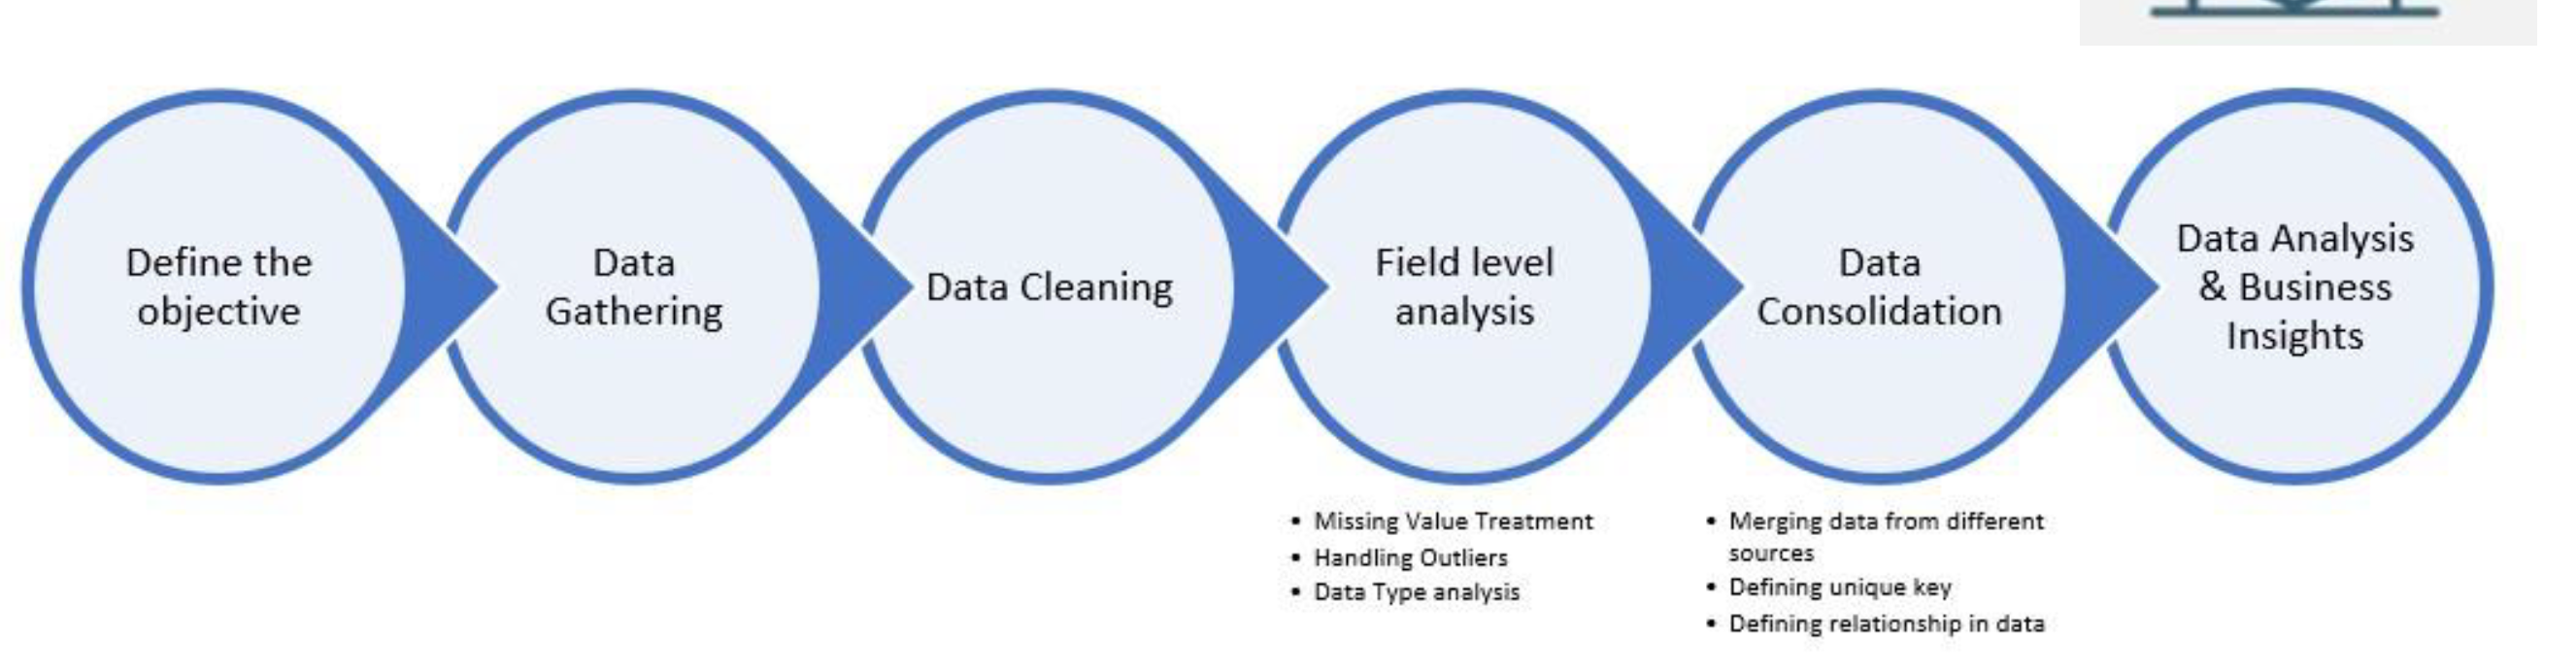 Define the
objective
Data
Gathering
Data Cleaning
Field level
analysis
Data
Consolidation
Data Analysis
& Business
Insights
• Missing Value Treatment
• Handling Outliers
• Data Type analysis
• Merging data from different
sources
• Defining unique key
• Defining relationship in data